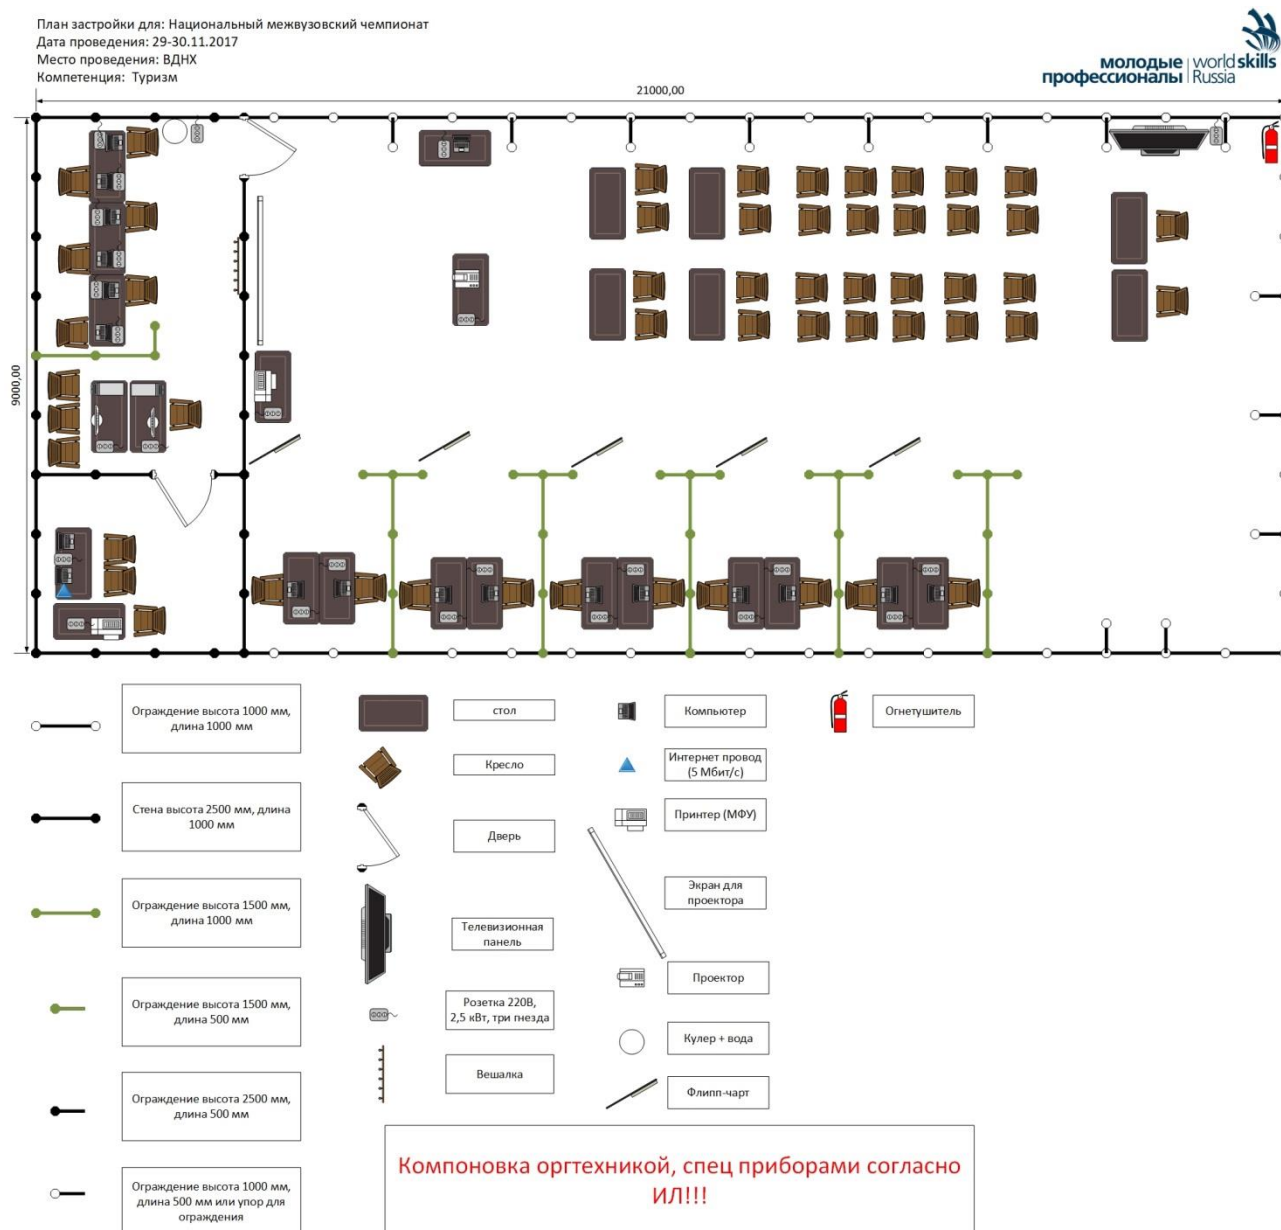 План застройки для: Национальный межвузовский чемпионат
Дата проведения: 29-30.11.2017
Место проведения: ВДНХ
Компетенция: Туризм
молодые
профессионалы
worldskills
Russia
21000,00
9000,00
Ограждение высота 1000 мм,
длина 1000 мм
Стена высота 2500 мм, длина
1000 мм
Ограждение высота 1500 мм,
длина 1000 мм
Ограждение высота 1500 мм,
длина 500 мм
Ограждение высота 2500 мм,
длина 500 мм
Ограждение высота 1000 мм,
длина 500 мм или упор для
ограждения
стол
Кресло
Дверь
Телевизионная
панель
Розетка 220В,
2,5 кВт, три гнезда
Вешалка
Компьютер
Интернет провод
(5 Мбит/с)
Принтер (МФУ)
Экран для
проектора
Проектор
Кулер + вода
Флипп-чарт
Огнетушитель
Компоновка оргтехникой, спец приборами согласно
ИЛ!!!